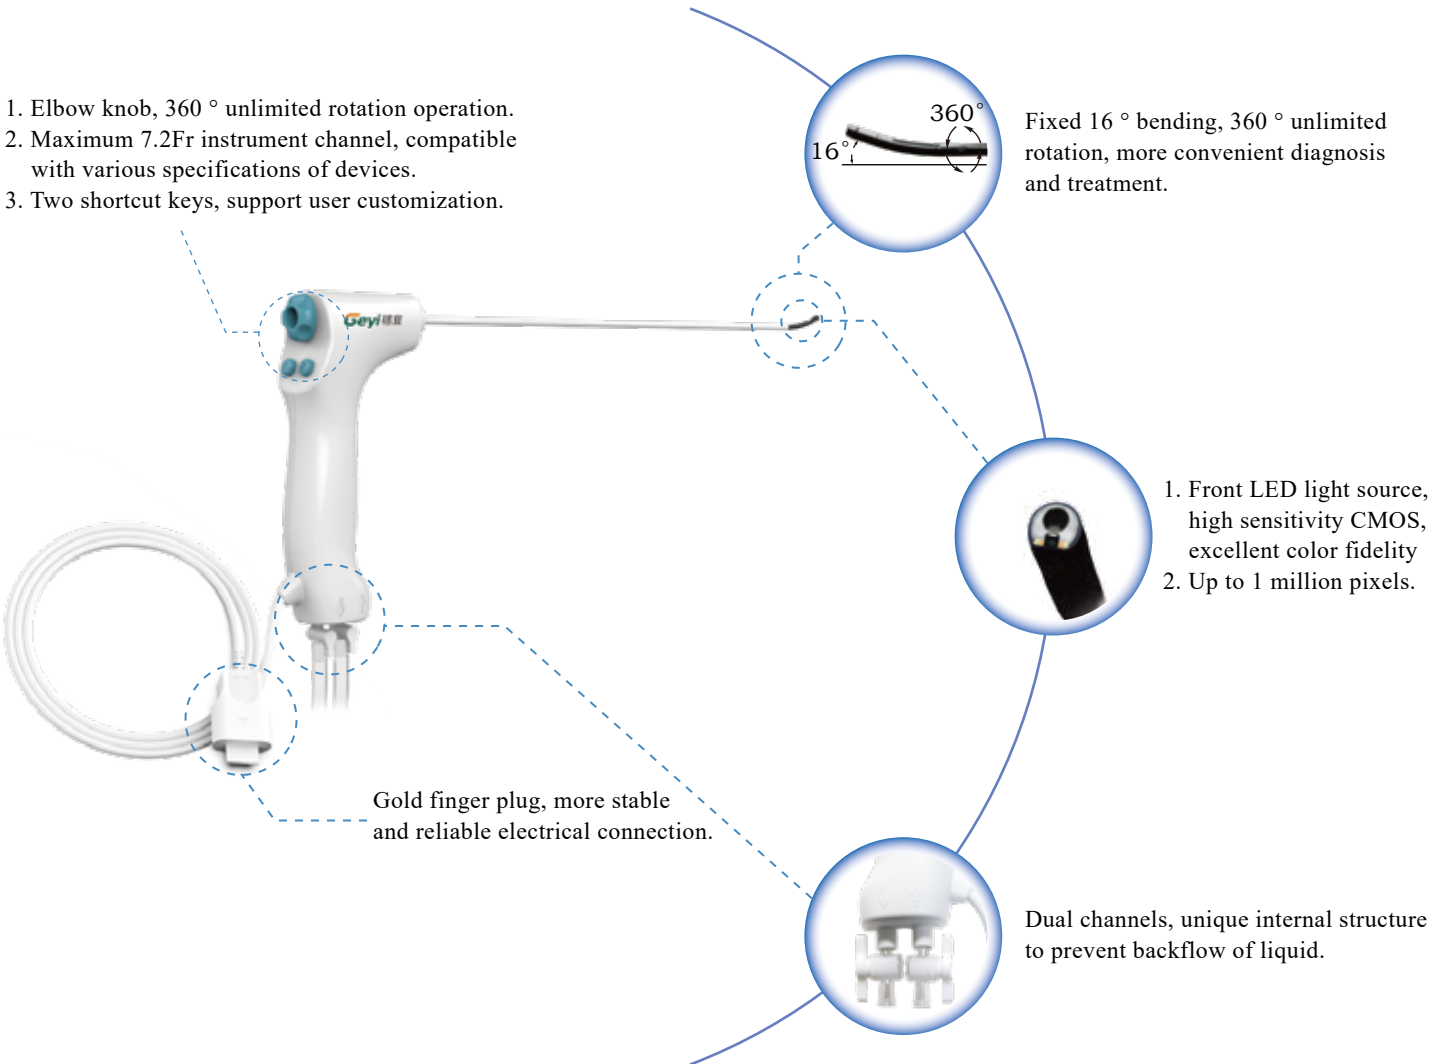 1. Elbow knob, 360 ° unlimited rotation operation.
2. Maximum 7.2Fr instrument channel, compatible
with various specifications of devices.
3. Two shortcut keys, support user customization.
360°
16°
Fixed 16 ° bending, 360 ° unlimited
rotation, more convenient diagnosis
and treatment.
Geyi
1. Front LED light source,
high sensitivity CMOS,
excellent color fidelity
2. Up to 1 million pixels.
Gold finger plug, more stable
and reliable electrical connection.
Dual channels, unique internal structure
to prevent backflow of liquid.